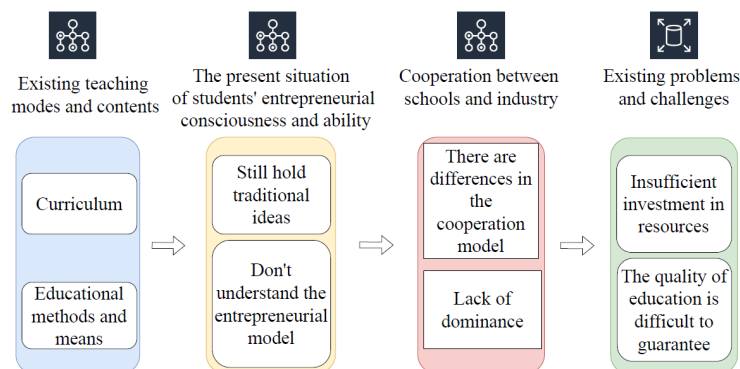 Existing teaching
modes and contents
The present situation
of students' entrepreneurial
consciousness and ability
Cooperation between
schools and industry
Existing problems
and challenges
Curriculum
Educational
methods and
means
Still hold
traditional
ideas
Don't
understand the
entrepreneurial
model
There are
differences in
the
cooperation
model
Lack of
dominance
Insufficient
investment in
resources
The quality of
education is
difficult to
guarantee